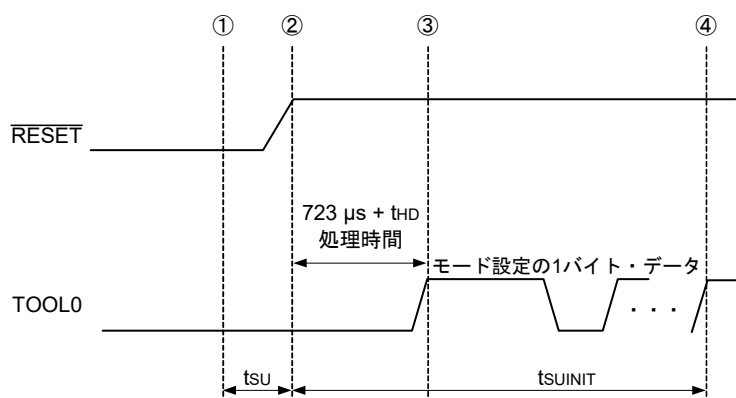 ① ② ③ ④
RESET
723 µs + tHD
処理時間
モード設定の1バイト・データ
TOOL0
・・・
tSU tSUINIT